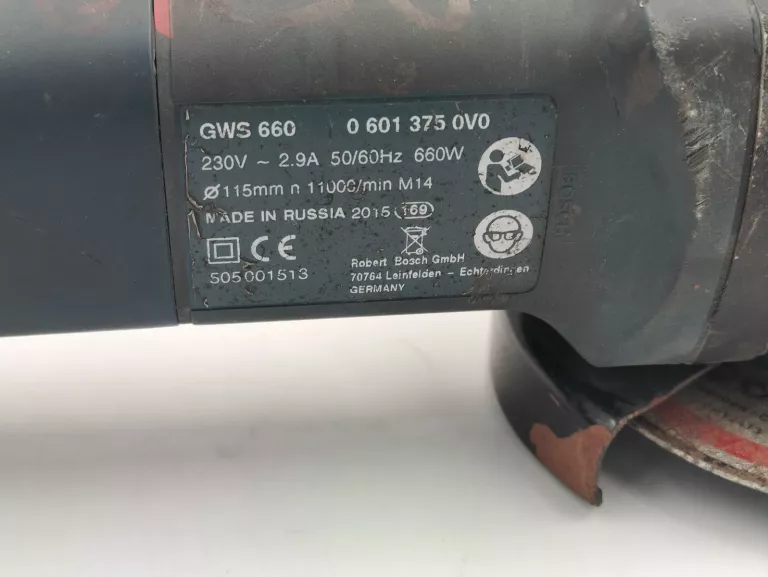 GWS 660 0 601 375 0V0
230V ~ 2.9A 50/60Hz 660W
Ø115mm n 11000/min M14
MADE IN RUSSIA 2015 169
CE
505001513
Robert Bosch GmbH
70764 Leinfelden - Echterdingen
GERMANY